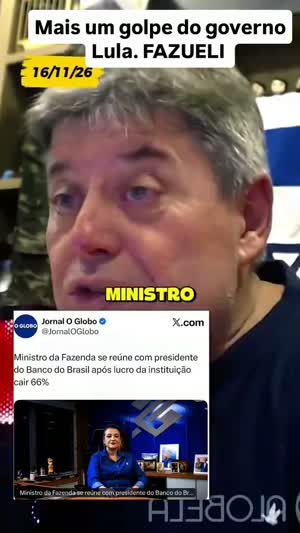 Mais um golpe do governo
Lula. FAZUELI
16/11/26
MINISTRO
O GLOBO
Jornal O Globo
@JornalOGlobo
X.com
Ministro da Fazenda se reúne com presidente
do Banco do Brasil após lucro da instituição
cair 66%
Ministro da Fazenda se reúne com presidente do Banco do Br...